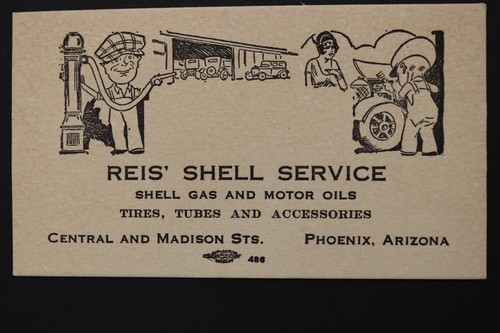 REIS' SHELL SERVICE
SHELL GAS AND MOTOR OILS
TIRES, TUBES AND ACCESSORIES
CENTRAL AND MADISON STS. PHOENIX, ARIZONA
486